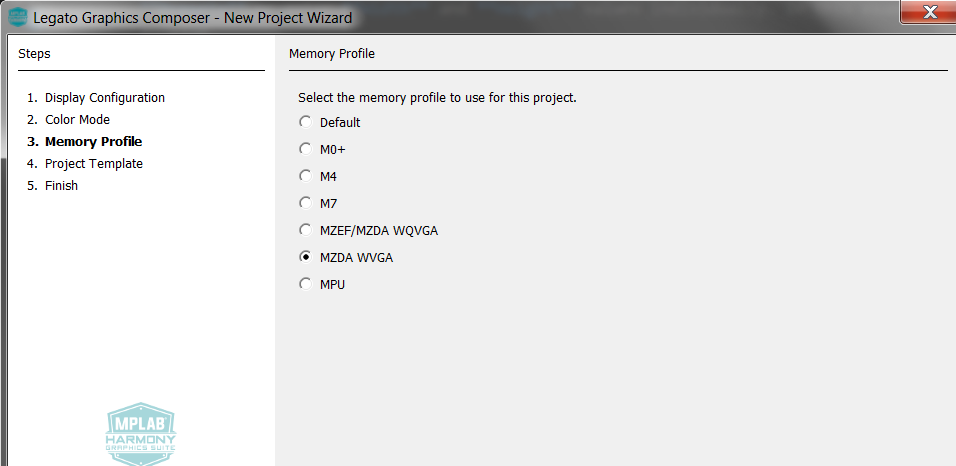 Legato Graphics Composer - New Project Wizard
Steps
1. Display Configuration
2. Color Mode
3. Memory Profile
4. Project Template
5. Finish
Memory Profile
Select the memory profile to use for this project.
Default
M0+
M4
M7
MZEF/MZDA WQVGA
MZDA WVGA
MPU
MPLAB
HARMONY
GRAPHICS SUITE